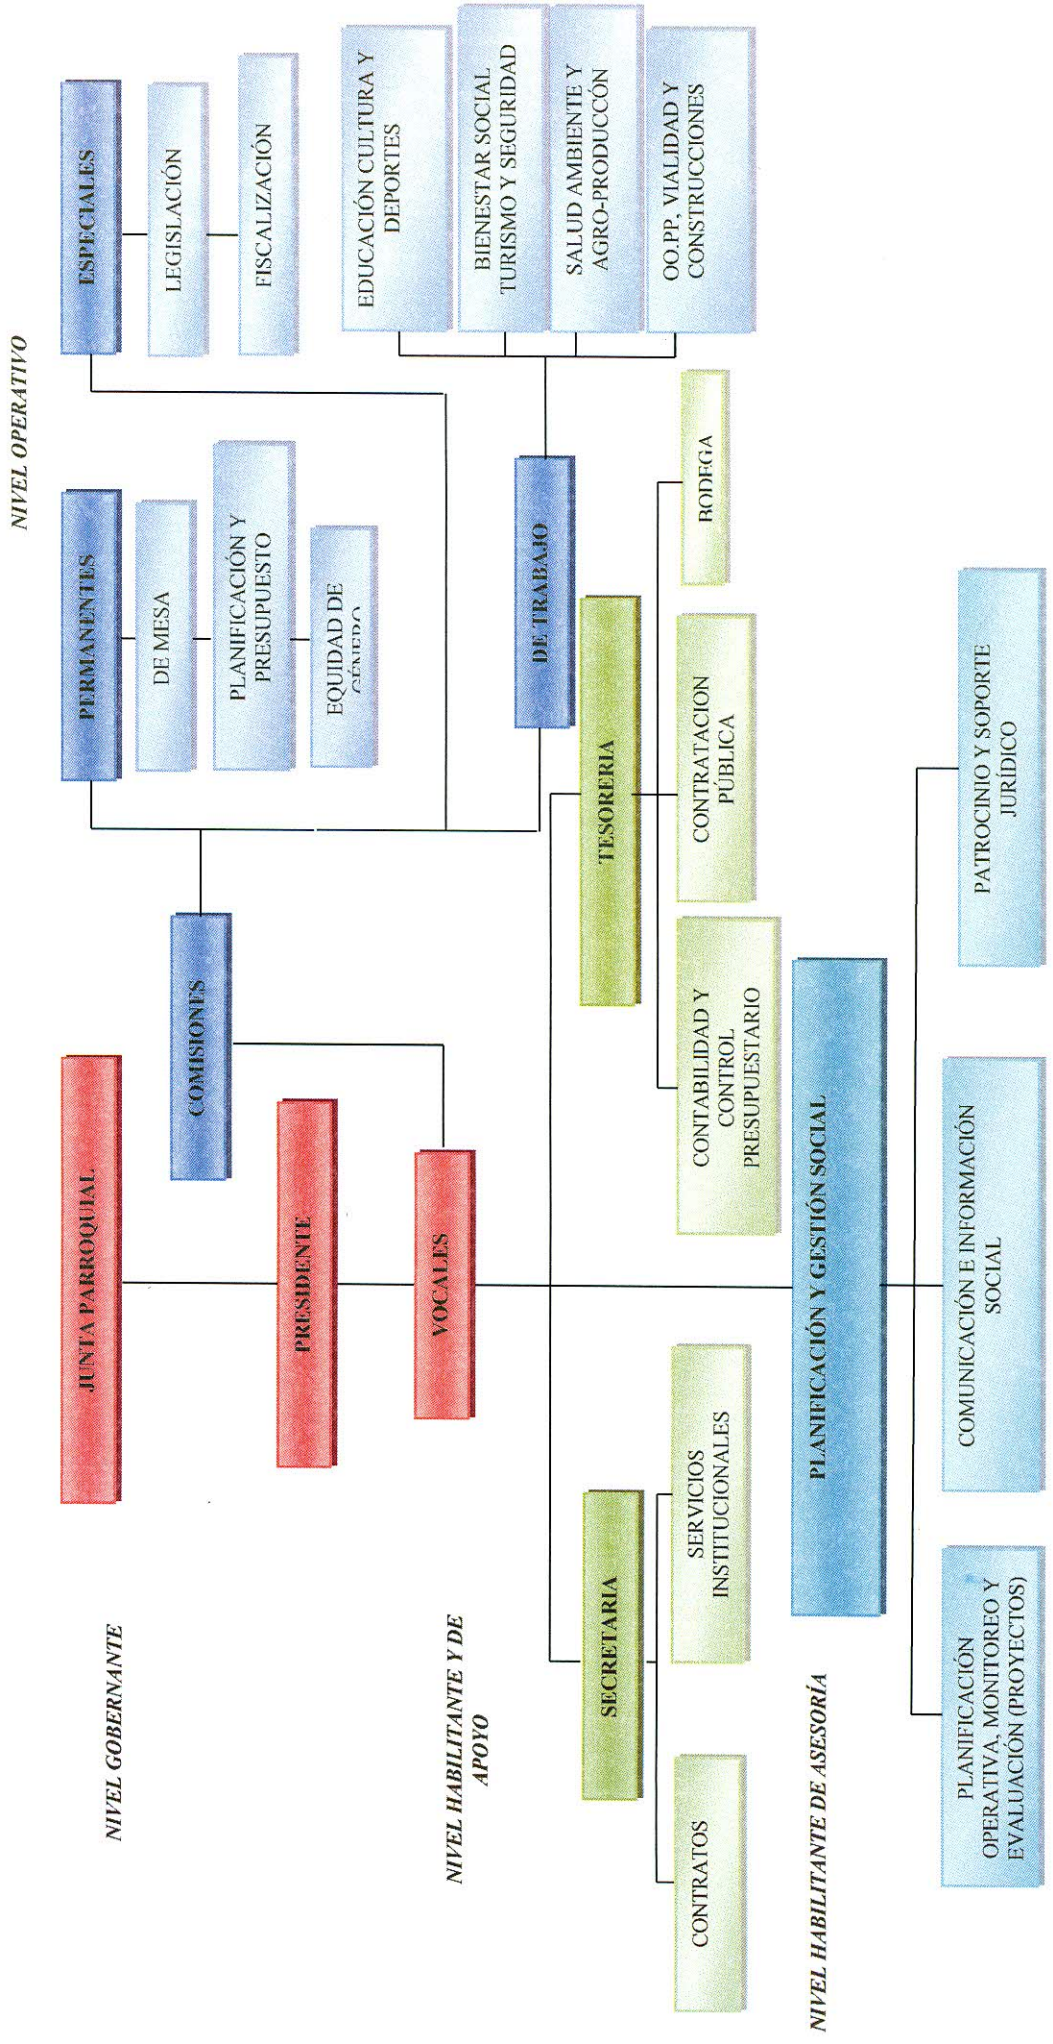 NIVEL OPERATIVO
NIVEL GOBERNANTE
JUNTA PARROQUIAL
PRESIDENTE
VOCALES
COMISIONES
PERMANENTES
DE MESA
PLANIFICACIÓN Y
PRESUPUESTO
EQUIDAD DE
GÉNERO
ESPECIALES
LEGISLACIÓN
FISCALIZACIÓN
DE TRABAJO
EDUCACIÓN CULTURA Y
DEPORTES
BIENESTAR SOCIAL
TURISMO Y SEGURIDAD
SALUD AMBIENTE Y
AGRO-PRODUCCÓN
OO.PP, VIALIDAD Y
CONSTRUCCIONES
NIVEL HABILITANTE Y DE
APOYO
SECRETARIA
CONTRATOS
SERVICIOS
INSTITUCIONALES
TESORERIA
CONTABILIDAD Y
CONTROL
PRESUPUESTARIO
CONTRATACION
PÚBLICA
BODEGA
NIVEL HABILITANTE DE ASESORÍA
PLANIFICACIÓN Y GESTIÓN SOCIAL
PLANIFICACIÓN
OPERATIVA, MONITOREO Y
EVALUACIÓN (PROYECTOS)
COMUNICACIÓN E INFORMACIÓN
SOCIAL
PATROCINIO Y SOPORTE
JURÍDICO